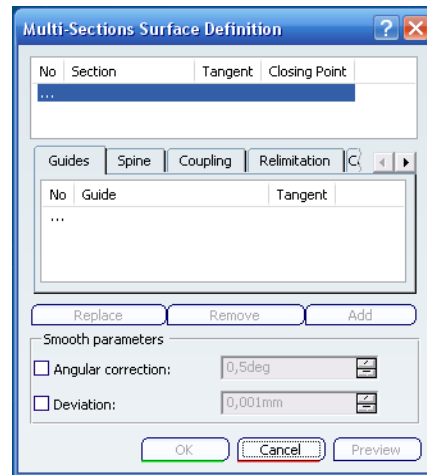 Multi-Sections Surface Definition
No Section Tangent Closing Point
...
Guides Spine Coupling Relimitation
No Guide Tangent
...
Replace Remove Add
Smooth parameters
Angular correction: 0,5deg
Deviation: 0,001mm
OK Cancel Preview